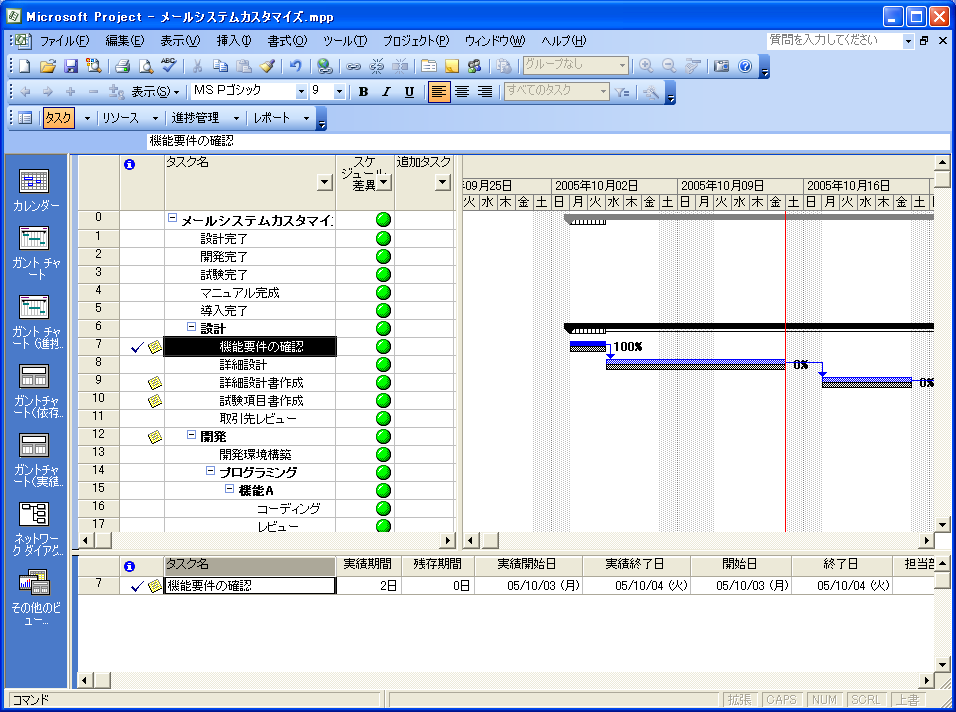 Microsoft Project - メールシステムカスタマイズ.mpp
ファイル(F) 編集(E) 表示(V) 挿入(I) 書式(O) ツール(T) プロジェクト(P) ウィンドウ(W) ヘルプ(H) 質問を入力してください
グループなし
表示(S) MS Pゴシック 9 B I U すべてのタスク
タスク リソース 進捗管理 レポート
機能要件の確認
カレンダー
ガント チャ
ート
ガント チャ
ート (進捗...
ガントチャ
ート(依存...
ガントチャ
ート(実績...
ネットワー
ク ダイアグ...
その他のビ
ュー...
タスク名 スケジュール差異 追加タスク
09月25日 2005年10月02日 2005年10月09日 2005年10月16日
火 水 木 金 土 日 月 火 水 木 金 土 日 月 火 水 木 金 土 日 月 火 水 木 金 土
0 メールシステムカスタマイ
1 設計完了
2 開発完了
3 試験完了
4 マニュアル完成
5 導入完了
6 設計
7 機能要件の確認 100%
8 詳細設計 0%
9 詳細設計書作成 0%
10 試験項目書作成
11 取引先レビュー
12 開発
13 開発環境構築
14 プログラミング
15 機能A
16 コーディング
17 レビュー
タスク名 実績期間 残存期間 実績開始日 実績終了日 開始日 終了日 担当
7 機能要件の確認 2日 0日 05/10/03 (月) 05/10/04 (火) 05/10/03 (月) 05/10/04 (火)
コマンド 拡張 CAPS NUM SCRL 上書